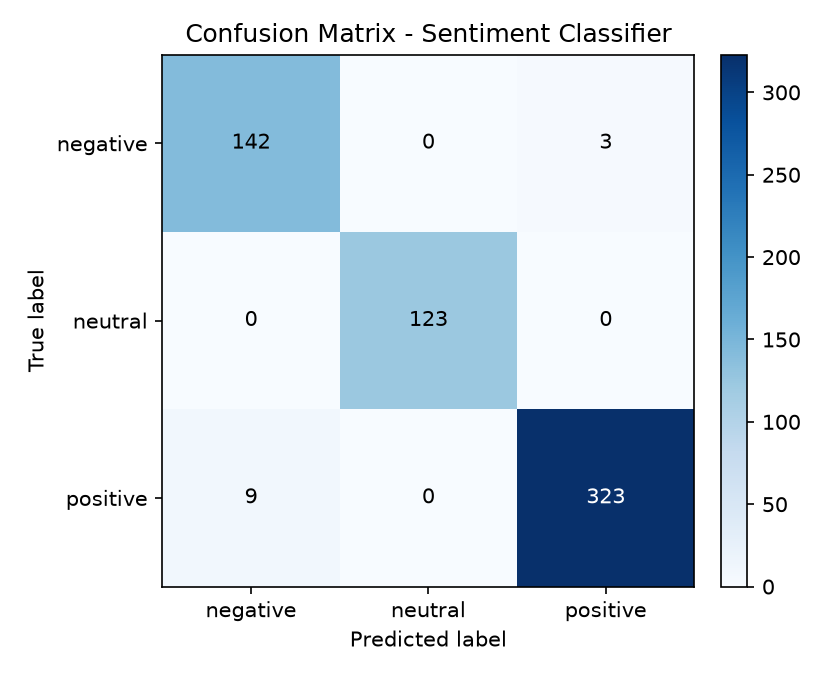 Confusion Matrix - Sentiment Classifier
negative 142 0 3
neutral 0 123 0
positive 9 0 323
negative neutral positive
Predicted label
True label
300
250
200
150
100
50
0